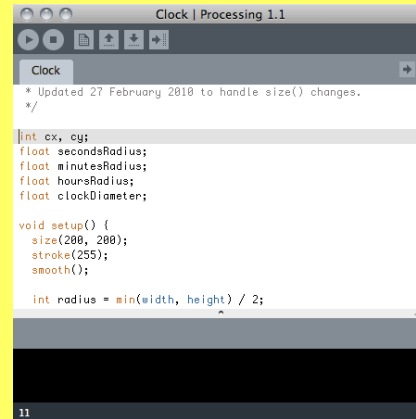 Clock | Processing 1.1
Clock
* Updated 27 February 2010 to handle size() changes.
*/
int cx, cy;
float secondsRadius;
float minutesRadius;
float hoursRadius;
float clockDiameter;
void setup() {
size(200, 200);
stroke(255);
smooth();
int radius = min(width, height) / 2;
11